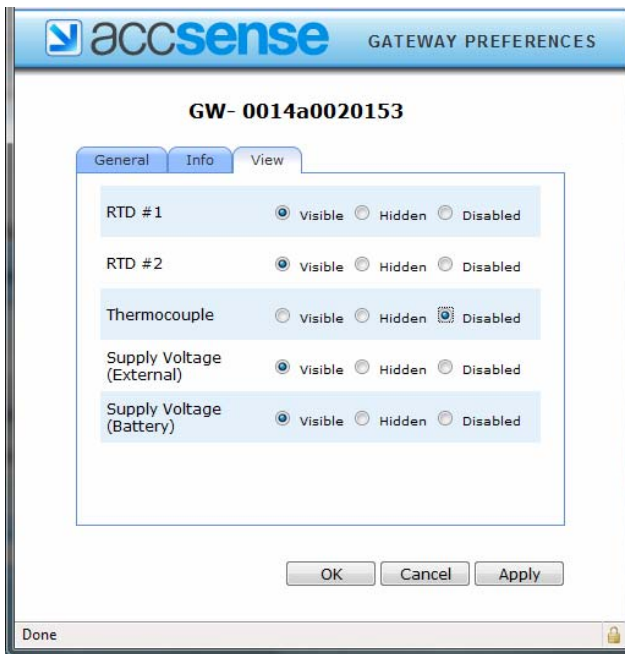 accsense GATEWAY PREFERENCES
GW- 0014a0020153
General Info View
RTD #1 Visible Hidden Disabled
RTD #2 Visible Hidden Disabled
Thermocouple Visible Hidden Disabled
Supply Voltage
(External) Visible Hidden Disabled
Supply Voltage
(Battery) Visible Hidden Disabled
OK Cancel Apply
Done